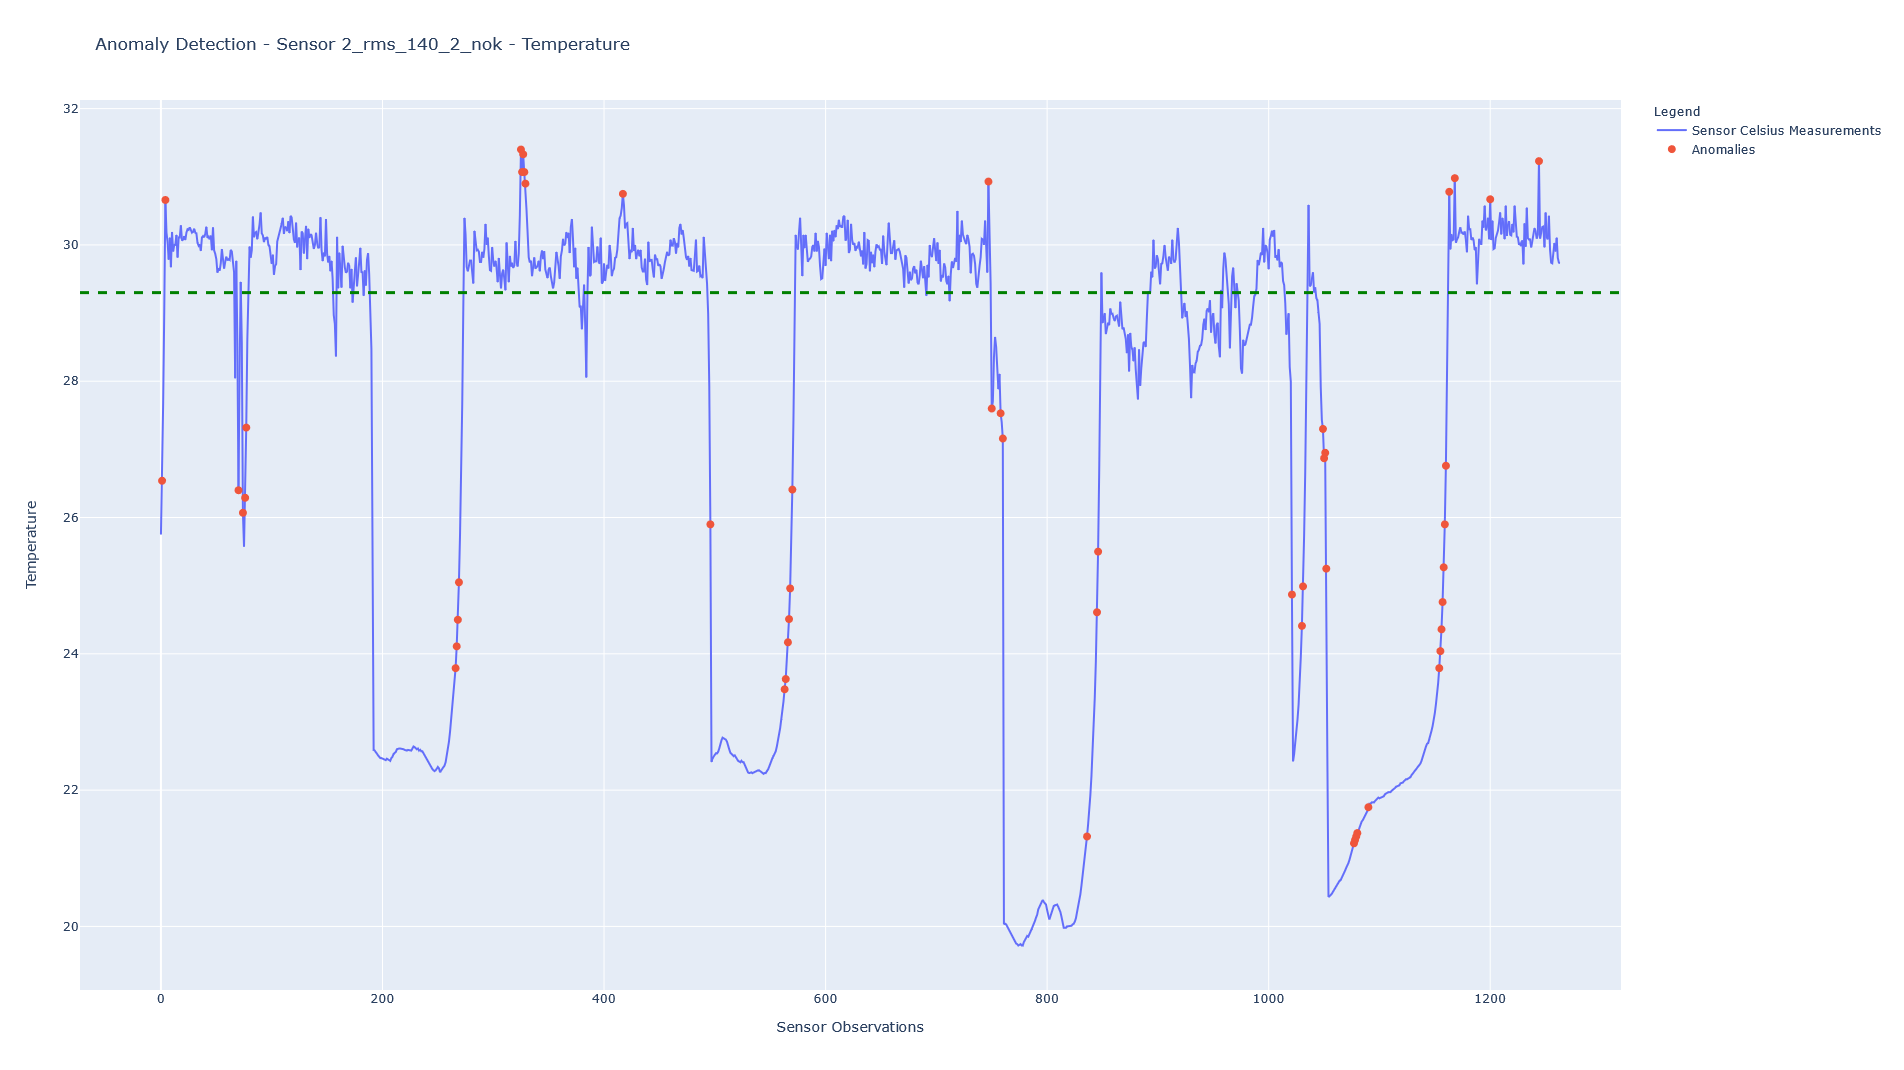 Anomaly Detection - Sensor 2_rms_140_2_nok - Temperature
Legend
Sensor Celsius Measurements
Anomalies
Temperature
32
30
28
26
24
22
20
0
200
400
600
800
1000
1200
Sensor Observations